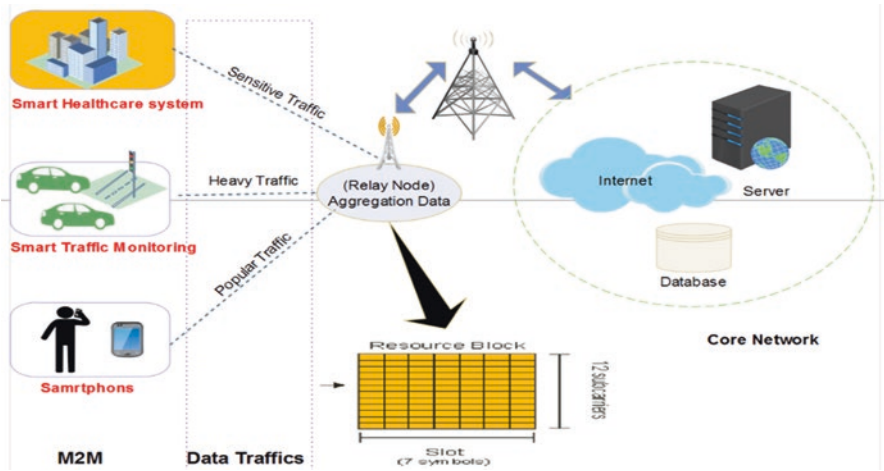 Smart Healthcare system
Sensitive Traffic
Smart Traffic Monitoring
Heavy Traffic
(Relay Node)
Aggregation Data
Internet
Server
Database
Core Network
Popular Traffic
Samrtphons
Resource Block
12 subcarriers
Slot
(7 symbols)
M2M
Data Traffics